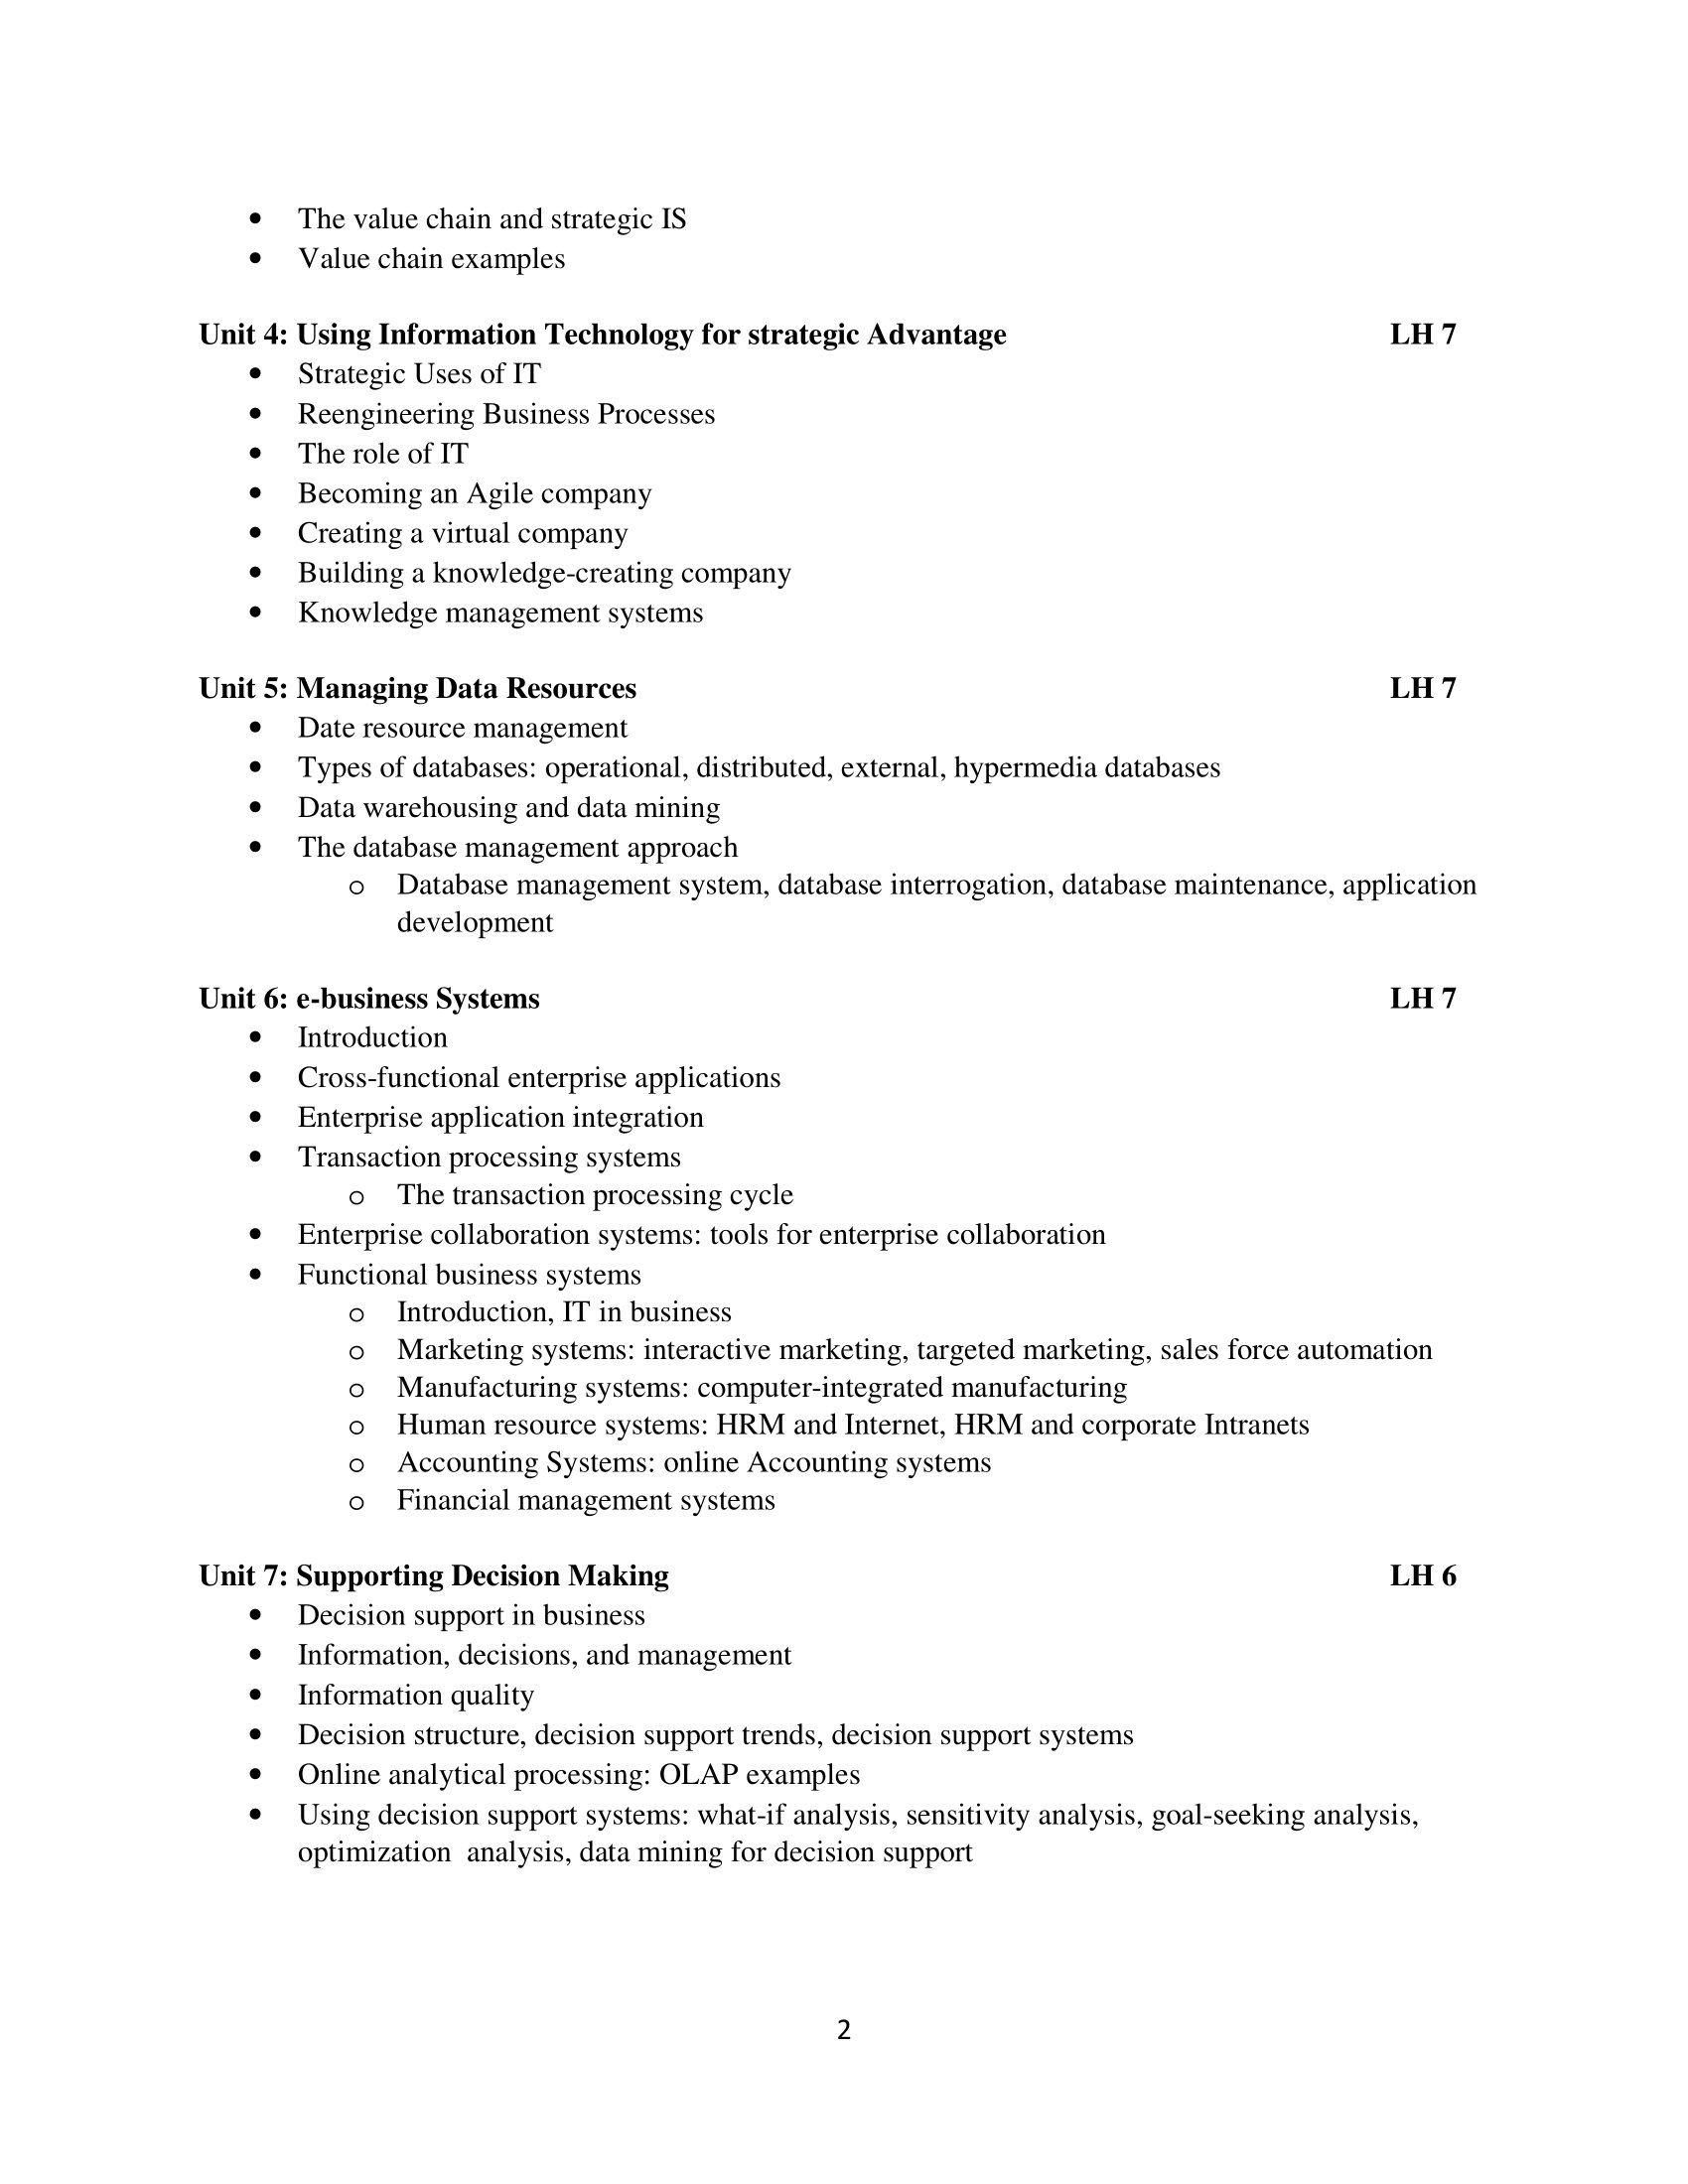 • The value chain and strategic IS
• Value chain examples
Unit 4: Using Information Technology for strategic Advantage LH 7
• Strategic Uses of IT
• Reengineering Business Processes
• The role of IT
• Becoming an Agile company
• Creating a virtual company
• Building a knowledge-creating company
• Knowledge management systems
Unit 5: Managing Data Resources LH 7
• Date resource management
• Types of databases: operational, distributed, external, hypermedia databases
• Data warehousing and data mining
• The database management approach
o Database management system, database interrogation, database maintenance, application
development
Unit 6: e-business Systems LH 7
• Introduction
• Cross-functional enterprise applications
• Enterprise application integration
• Transaction processing systems
o The transaction processing cycle
• Enterprise collaboration systems: tools for enterprise collaboration
• Functional business systems
o Introduction, IT in business
o Marketing systems: interactive marketing, targeted marketing, sales force automation
o Manufacturing systems: computer-integrated manufacturing
o Human resource systems: HRM and Internet, HRM and corporate Intranets
o Accounting Systems: online Accounting systems
o Financial management systems
Unit 7: Supporting Decision Making LH 6
• Decision support in business
• Information, decisions, and management
• Information quality
• Decision structure, decision support trends, decision support systems
• Online analytical processing: OLAP examples
• Using decision support systems: what-if analysis, sensitivity analysis, goal-seeking analysis,
optimization  analysis, data mining for decision support
2